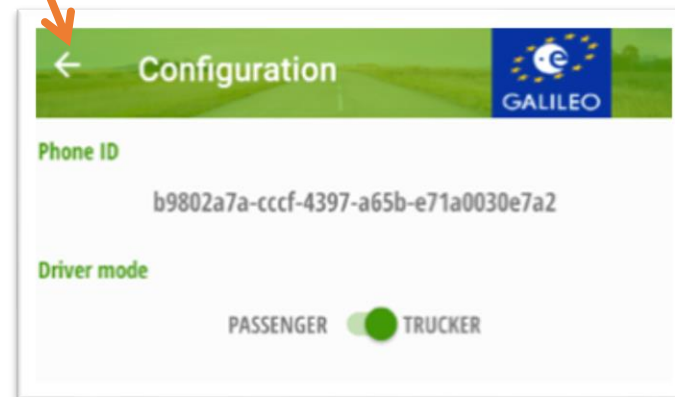 Configuration
GALILEO
Phone ID
b9802a7a-cccf-4397-a65b-e71a0030e7a2
Driver mode
PASSENGER TRUCKER